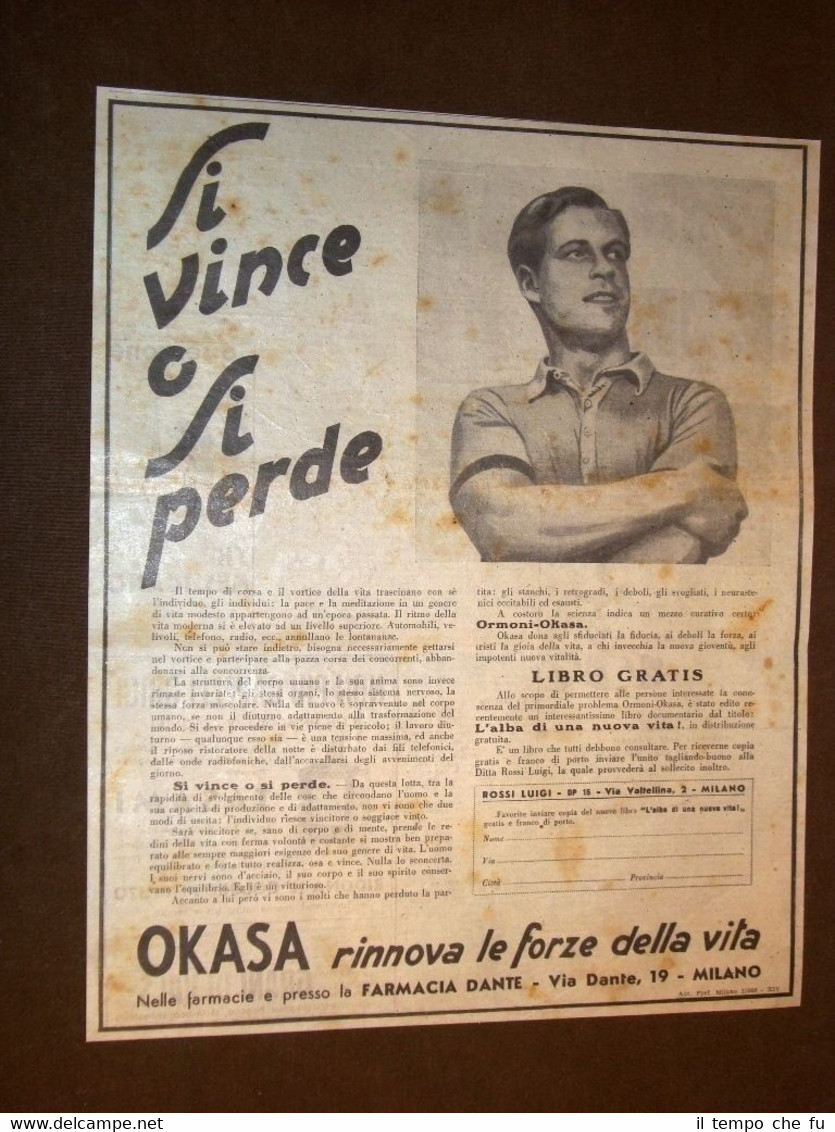 Si
vince
o Si
perde
Il tempo di corsa e il vortice della vita trascinano con sè
l'individuo, gli individui: la pace e la meditazione in un genere
di vita modesto appartengono ad un'epoca passata. Il ritmo della
vita moderna si è elevato ad un livello superiore. Automobili, ve-
livoli, telefono, radio, ecc., annullano le lontananze.
Non si può stare indietro, bisogna necessariamente gettarsi
nel vortice e partecipare alla pazza corsa dei concorrenti, abban-
donarsi alla concorrenza.
La struttura del corpo umano e la sua anima sono invece
rimaste invariate: gli stessi organi, lo stesso sistema nervoso, la
stessa forza muscolare. Nulla di nuovo è sopravvenuto nel corpo
umano, se non il diuturno adattamento alla trasformazione del
mondo. Si deve procedere in vie piene di pericolo; il lavoro diu-
turno — qualunque esso sia — è una tensione massima, ed anche
il riposo ristoratore della notte è disturbato dai fili telefonici,
dalle onde radiofoniche, dall'accavallarsi degli avvenimenti del
giorno.
Si vince o si perde. — Da questa lotta, tra la
rapidità di svolgimento delle cose che circondano l'uomo e la
sua capacità di produzione e di adattamento, non vi sono che due
modi di uscita: l'individuo riesce vincitore o soggiace vinto.
Sarà vincitore se, sano di corpo e di mente, prende le re-
dini della vita con ferma volontà e costante si mostra ben prepa-
rato alle sempre maggiori esigenze del suo genere di vita. L'uomo
equilibrato e forte tutto realizza, osa e vince. Nulla lo sconcerta.
I suoi nervi sono d'acciaio, il suo corpo e il suo spirito conser-
vano l'equilibrio. Egli è un vittorioso.
Accanto a lui però vi sono i molti che hanno perduto la par-
tita: gli stanchi, i retrogradi, i deboli, gli svogliati, i neuraste-
nici eccitabili ed esausti.
A costoro la scienza indica un mezzo curativo certo:
Ormoni-Okasa.
Okasa dona agli sfiduciati la fiducia, ai deboli la forza, ai
tristi la gioia della vita, a chi invecchia la nuova gioventù, agli
impotenti nuova vitalità.
LIBRO GRATIS
Allo scopo di permettere alle persone interessate la cono-
scenza del primordiale problema Ormoni-Okasa, è stato edito re-
centemente un interessantissimo libro documentario dal titolo:
L'alba di una nuova vita!, in distribuzione
gratuita.
E' un libro che tutti debbono consultare. Per riceverne copia
gratis e franco di porto inviare l'unito tagliando-buono alla
Ditta Rossi Luigi, la quale provvederà al sollecito inoltro.
ROSSI LUIGI - DP 15 - Via Valtellina, 2 - MILANO
Favorite inviare copia del nuovo libro "L'alba di una nuova vita!"
gratis e franco di porto.
Nome
Via
Città Provincia
OKASA rinnova le forze della vita
Nelle farmacie e presso la FARMACIA DANTE - Via Dante, 19 - MILANO
Aut. Pref. Milano - XIV
Delcampe.net
il tempo che fu